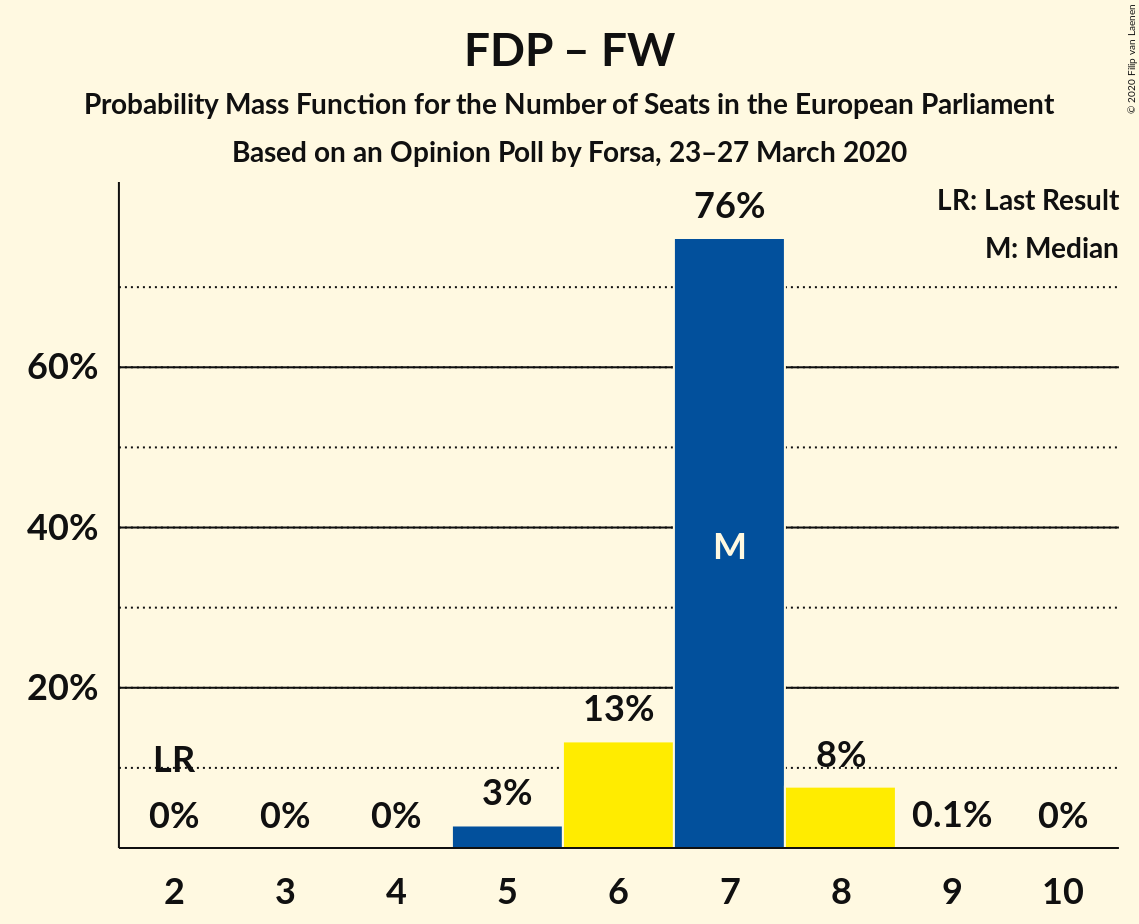 FDP – FW
Probability Mass Function for the Number of Seats in the European Parliament
Based on an Opinion Poll by Forsa, 23–27 March 2020
© 2020 Filip van Laenen
LR: Last Result
M: Median
76%
60%
40%
M
20%
13%
LR
8%
3%
0%
0%
0%
0.1%
0%
2 3 4 5 6 7 8 9 10